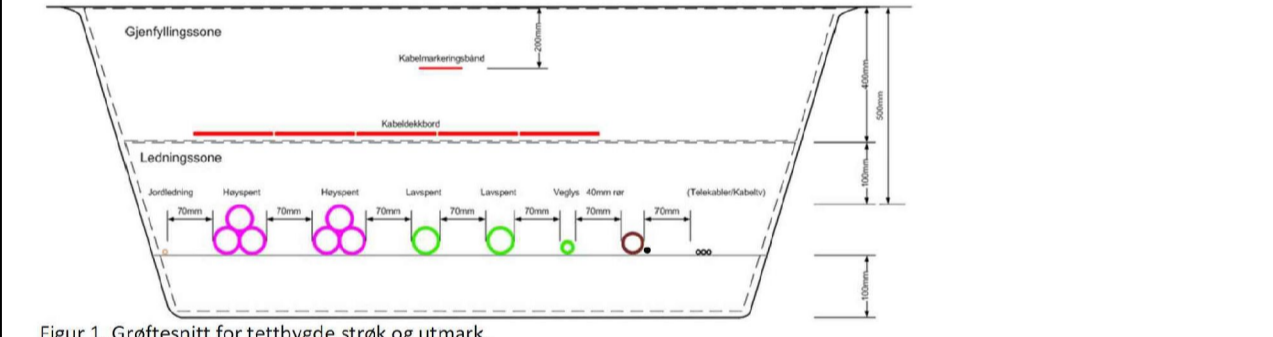 Gjenfyllingssone
200mm
Kabelmarkeringsbånd
400mm
500mm
Kabeldekkbord
Ledningssone
100mm
Jordledning Høyspent Høyspent Lavspent Lavspent Veglys 40mm rør (Telekabler/Kabeltv)
70mm 70mm 70mm 70mm 70mm 70mm 70mm
100mm
Figur 1. Grøftesnitt for tettbygde strøk og utmark